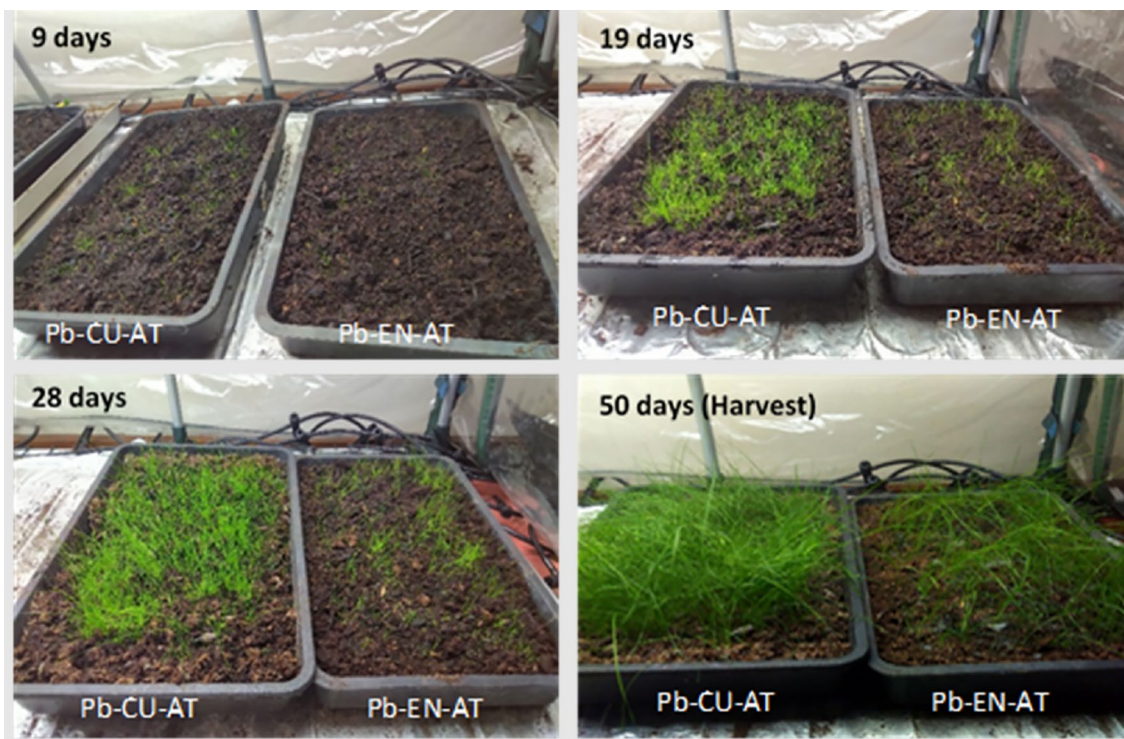 9 days
Pb-CU-AT
Pb-EN-AT
19 days
Pb-CU-AT
Pb-EN-AT
28 days
Pb-CU-AT
Pb-EN-AT
50 days (Harvest)
Pb-CU-AT
Pb-EN-AT